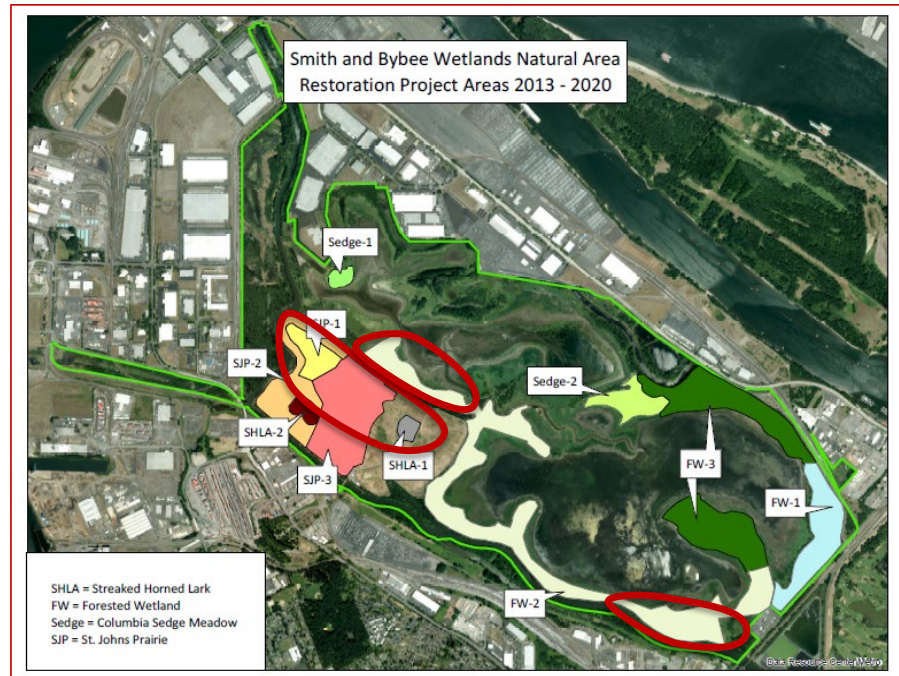 Smith and Bybee Wetlands Natural Area
Restoration Project Areas 2013 - 2020
Sedge-1
SJP-1
SJP-2
Sedge-2
SHLA-2
SHLA-1
FW-3
SJP-3
FW-1
FW-2
SHLA = Streaked Horned Lark
FW = Forested Wetland
Sedge = Columbia Sedge Meadow
SJP = St. Johns Prairie
Data Resource Center/Metro